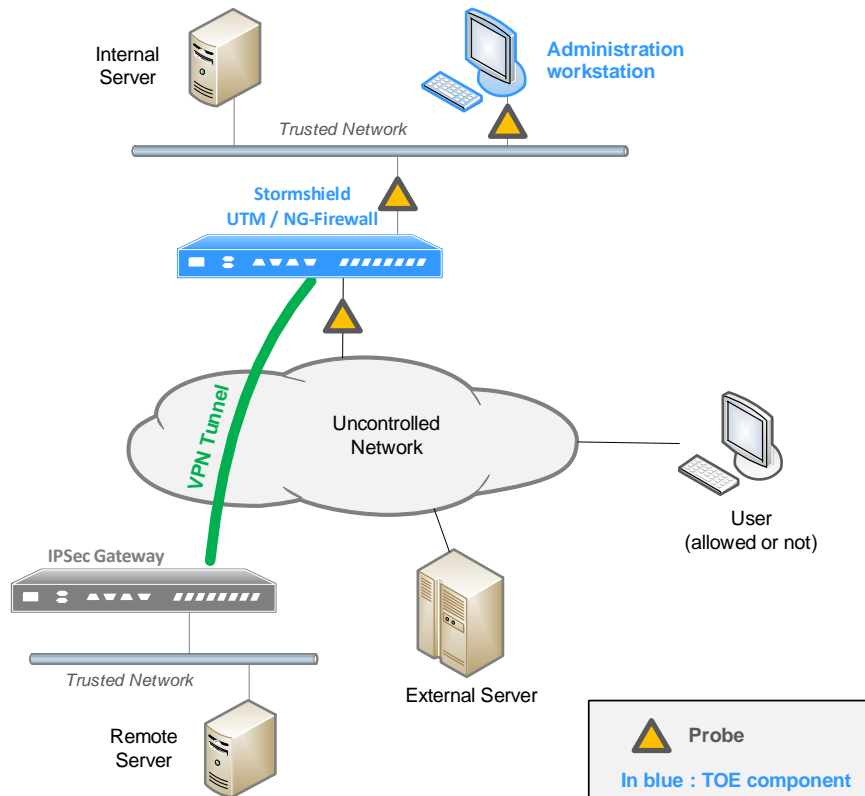 Internal
Server
Administration
workstation
Trusted Network
Stormshield
UTM / NG-Firewall
VPN Tunnel
Uncontrolled
Network
User
(allowed or not)
IPSec Gateway
Trusted Network
External Server
Remote
Server
Probe
In blue : TOE component